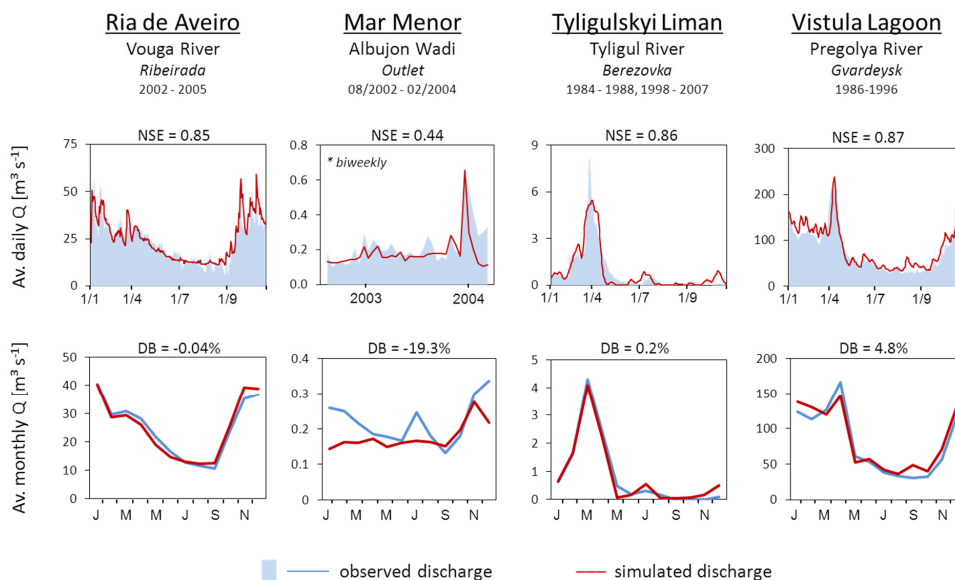 Ria de Aveiro
Vouga River
Ribeirada
2002 - 2005
Mar Menor
Albujon Wadi
Outlet
08/2002 - 02/2004
Tyligulskyi Liman
Tyligul River
Berezovka
1984 - 1988, 1998 - 2007
Vistula Lagoon
Pregolya River
Gvardeysk
1986-1996
Av. daily Q [m³ s⁻¹]
NSE = 0.85
75
50
25
0
1/1
1/4
1/7
1/9
NSE = 0.44
* biweekly
0.8
0.6
0.4
0.2
0.0
2003
2004
NSE = 0.86
9
6
3
0
1/1
1/4
1/7
1/9
NSE = 0.87
300
200
100
0
1/1
1/4
1/7
1/9
Av. monthly Q [m³ s⁻¹]
DB = -0.04%
50
40
30
20
10
0
J
M
M
J
S
N
DB = -19.3%
0.4
0.3
0.2
0.1
0
J
M
M
J
S
N
DB = 0.2%
5
4
3
2
1
0
J
M
M
J
S
N
DB = 4.8%
200
150
100
50
0
J
M
M
J
S
N
observed discharge
simulated discharge